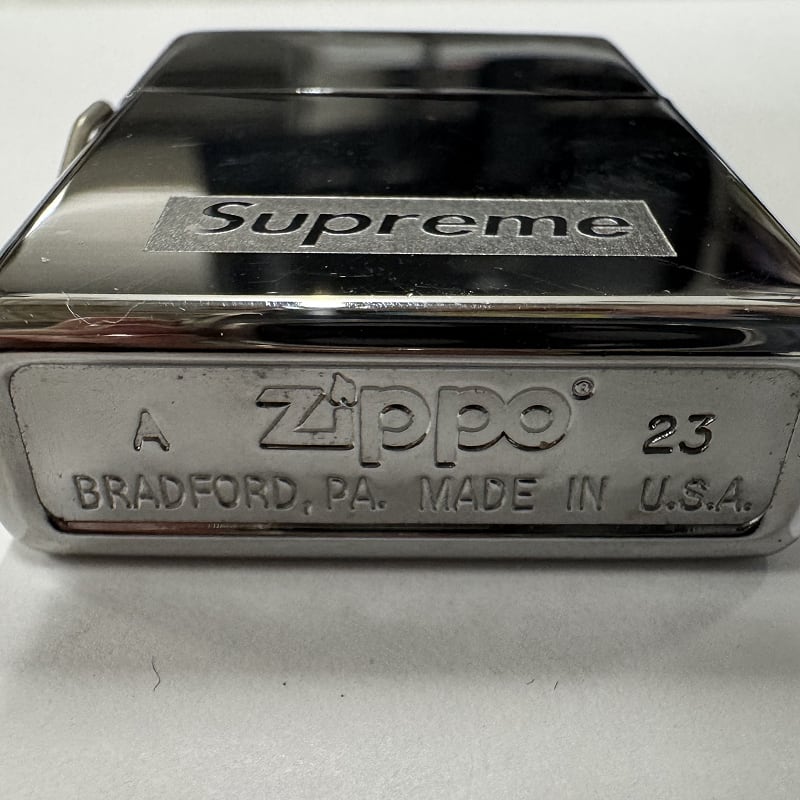 Supreme
A Zippo® 23
BRADFORD, PA. MADE IN U.S.A.